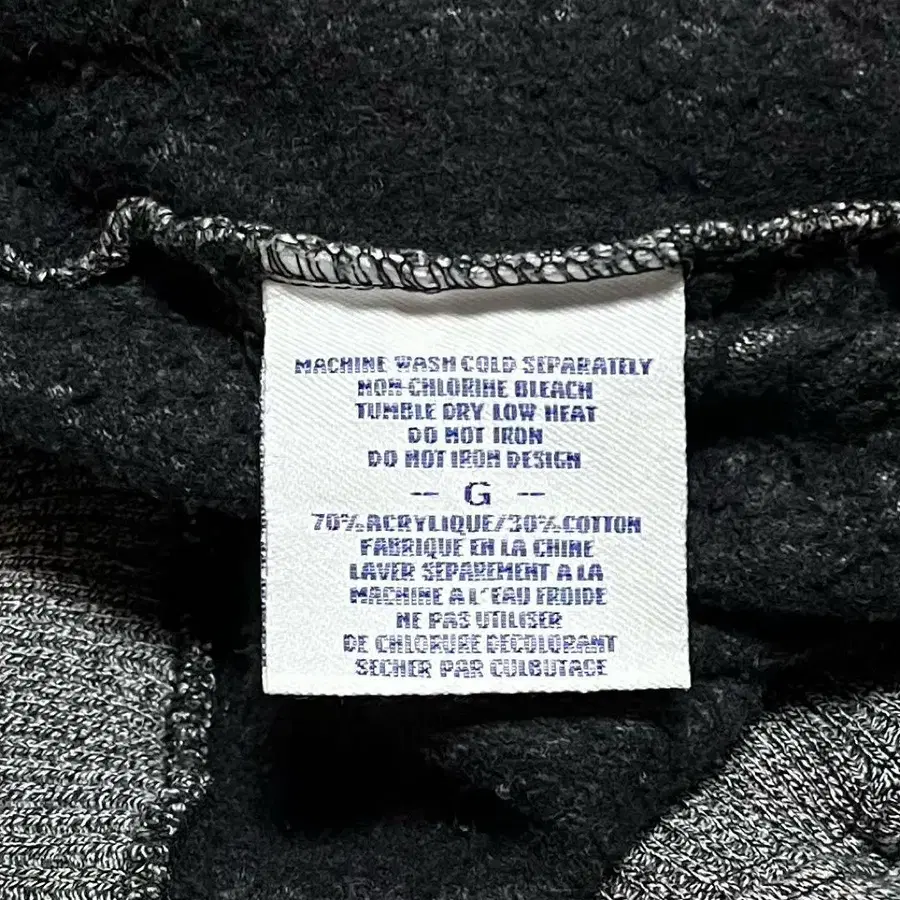 MACHINE WASH COLD SEPARATELY
NON-CHLORINE BLEACH
TUMBLE DRY LOW HEAT
DO NOT IRON
DO NOT IRON DESIGN
-- G --
70% ACRYLIQUE/30% COTTON
FABRIQUE EN LA CHINE
LAVER SEPAREMENT A LA
MACHINE A L'EAU FROIDE
NE PAS UTILISER
DE CHLORURE DECOLORANT
SECHER PAR CULBUTAGE